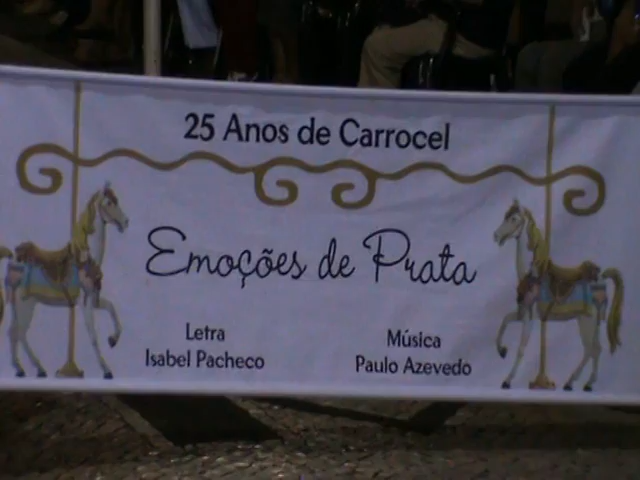 25 Anos de Carrocel
Emoções de Prata
Letra
Isabel Pacheco
Música
Paulo Azevedo